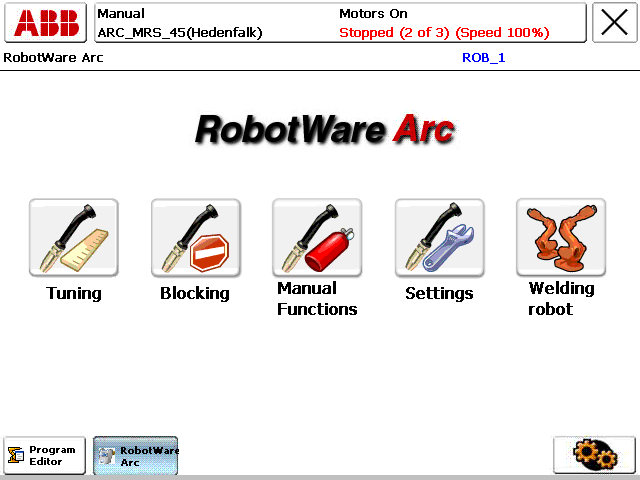 ABB
Manual
Motors On
ARC_MRS_45(Hedenfalk)
Stopped (2 of 3) (Speed 100%)
RobotWare Arc
ROB_1
RobotWare Arc
Tuning
Blocking
Manual
Functions
Settings
Welding
robot
Program
Editor
RobotWare
Arc